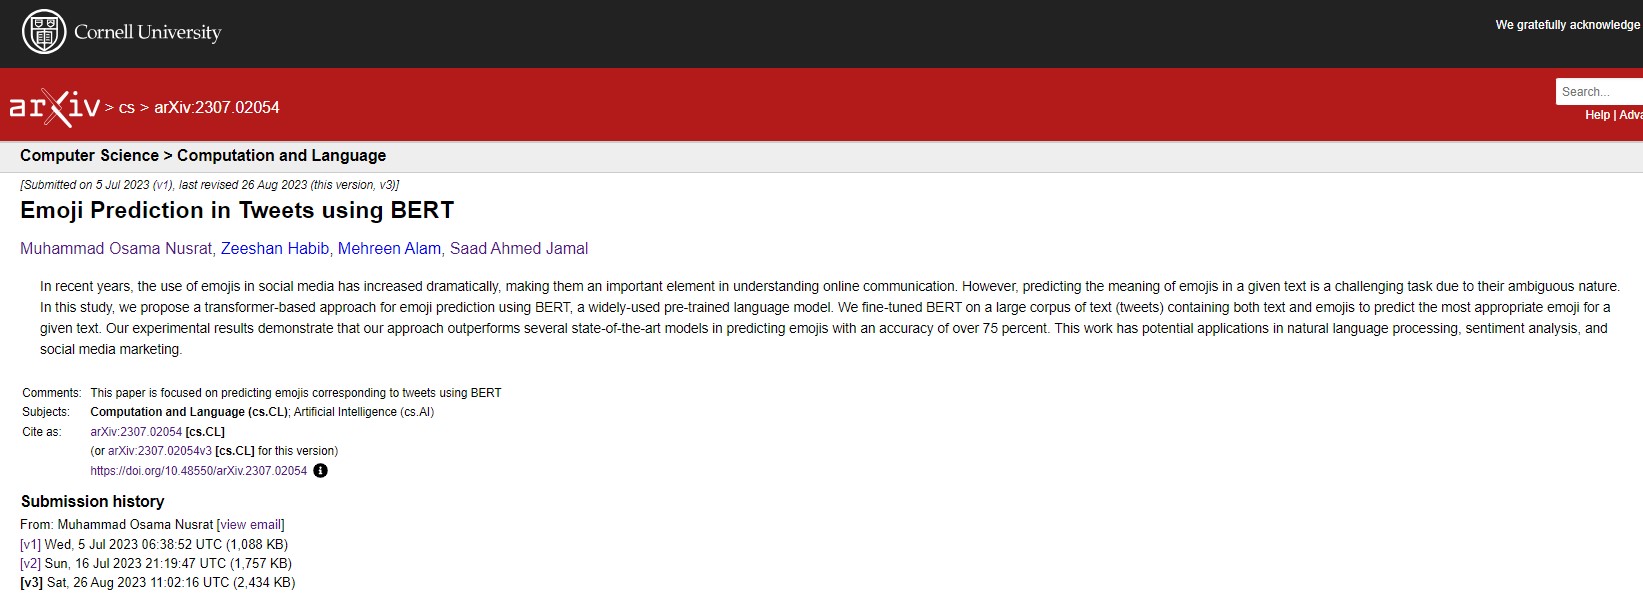 Cornell University
We gratefully acknowledge
arXiv > cs > arXiv:2307.02054
Search...
Help | Adva
Computer Science > Computation and Language
[Submitted on 5 Jul 2023 (v1), last revised 26 Aug 2023 (this version, v3)]
Emoji Prediction in Tweets using BERT
Muhammad Osama Nusrat, Zeeshan Habib, Mehreen Alam, Saad Ahmed Jamal
In recent years, the use of emojis in social media has increased dramatically, making them an important element in understanding online communication. However, predicting the meaning of emojis in a given text is a challenging task due to their ambiguous nature.
In this study, we propose a transformer-based approach for emoji prediction using BERT, a widely-used pre-trained language model. We fine-tuned BERT on a large corpus of text (tweets) containing both text and emojis to predict the most appropriate emoji for a
given text. Our experimental results demonstrate that our approach outperforms several state-of-the-art models in predicting emojis with an accuracy of over 75 percent. This work has potential applications in natural language processing, sentiment analysis, and
social media marketing.
Comments: This paper is focused on predicting emojis corresponding to tweets using BERT
Subjects: Computation and Language (cs.CL); Artificial Intelligence (cs.AI)
Cite as: arXiv:2307.02054 [cs.CL]
(or arXiv:2307.02054v3 [cs.CL] for this version)
https://doi.org/10.48550/arXiv.2307.02054
Submission history
From: Muhammad Osama Nusrat [view email]
[v1] Wed, 5 Jul 2023 06:38:52 UTC (1,088 KB)
[v2] Sun, 16 Jul 2023 21:19:47 UTC (1,757 KB)
[v3] Sat, 26 Aug 2023 11:02:16 UTC (2,434 KB)